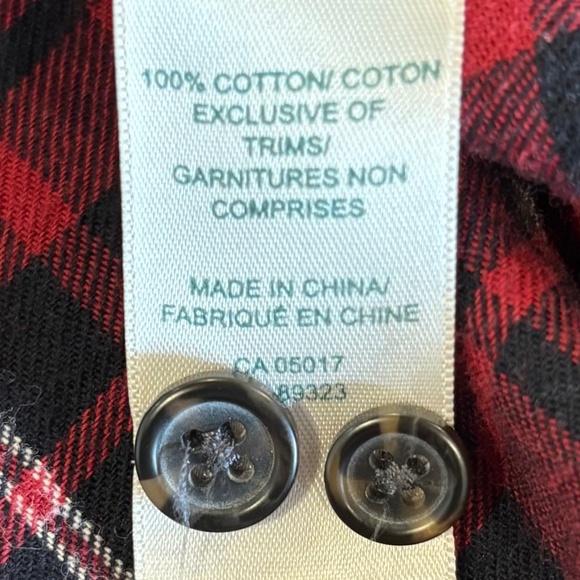 100% COTTON/ COTON
EXCLUSIVE OF
TRIMS/
GARNITURES NON
COMPRISES
MADE IN CHINA/
FABRIQUÉ EN CHINE
CA 05017
89323